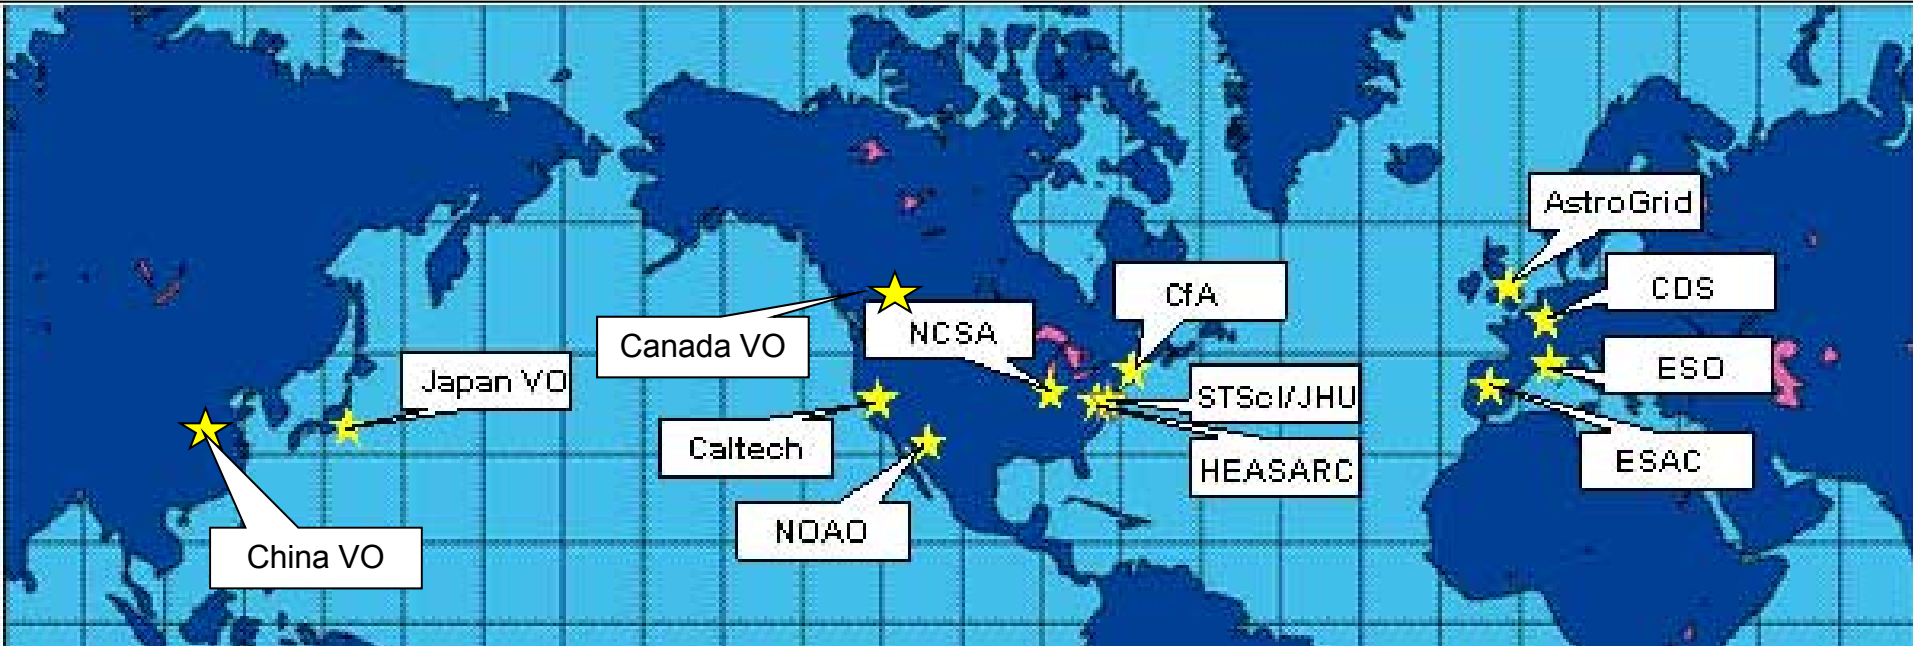 AstroGrid
CDS
CfA
NCSA
Canada VO
ESO
Japan VO
STScI/JHU
Caltech
ESAC
HEASARC
NOAO
China VO